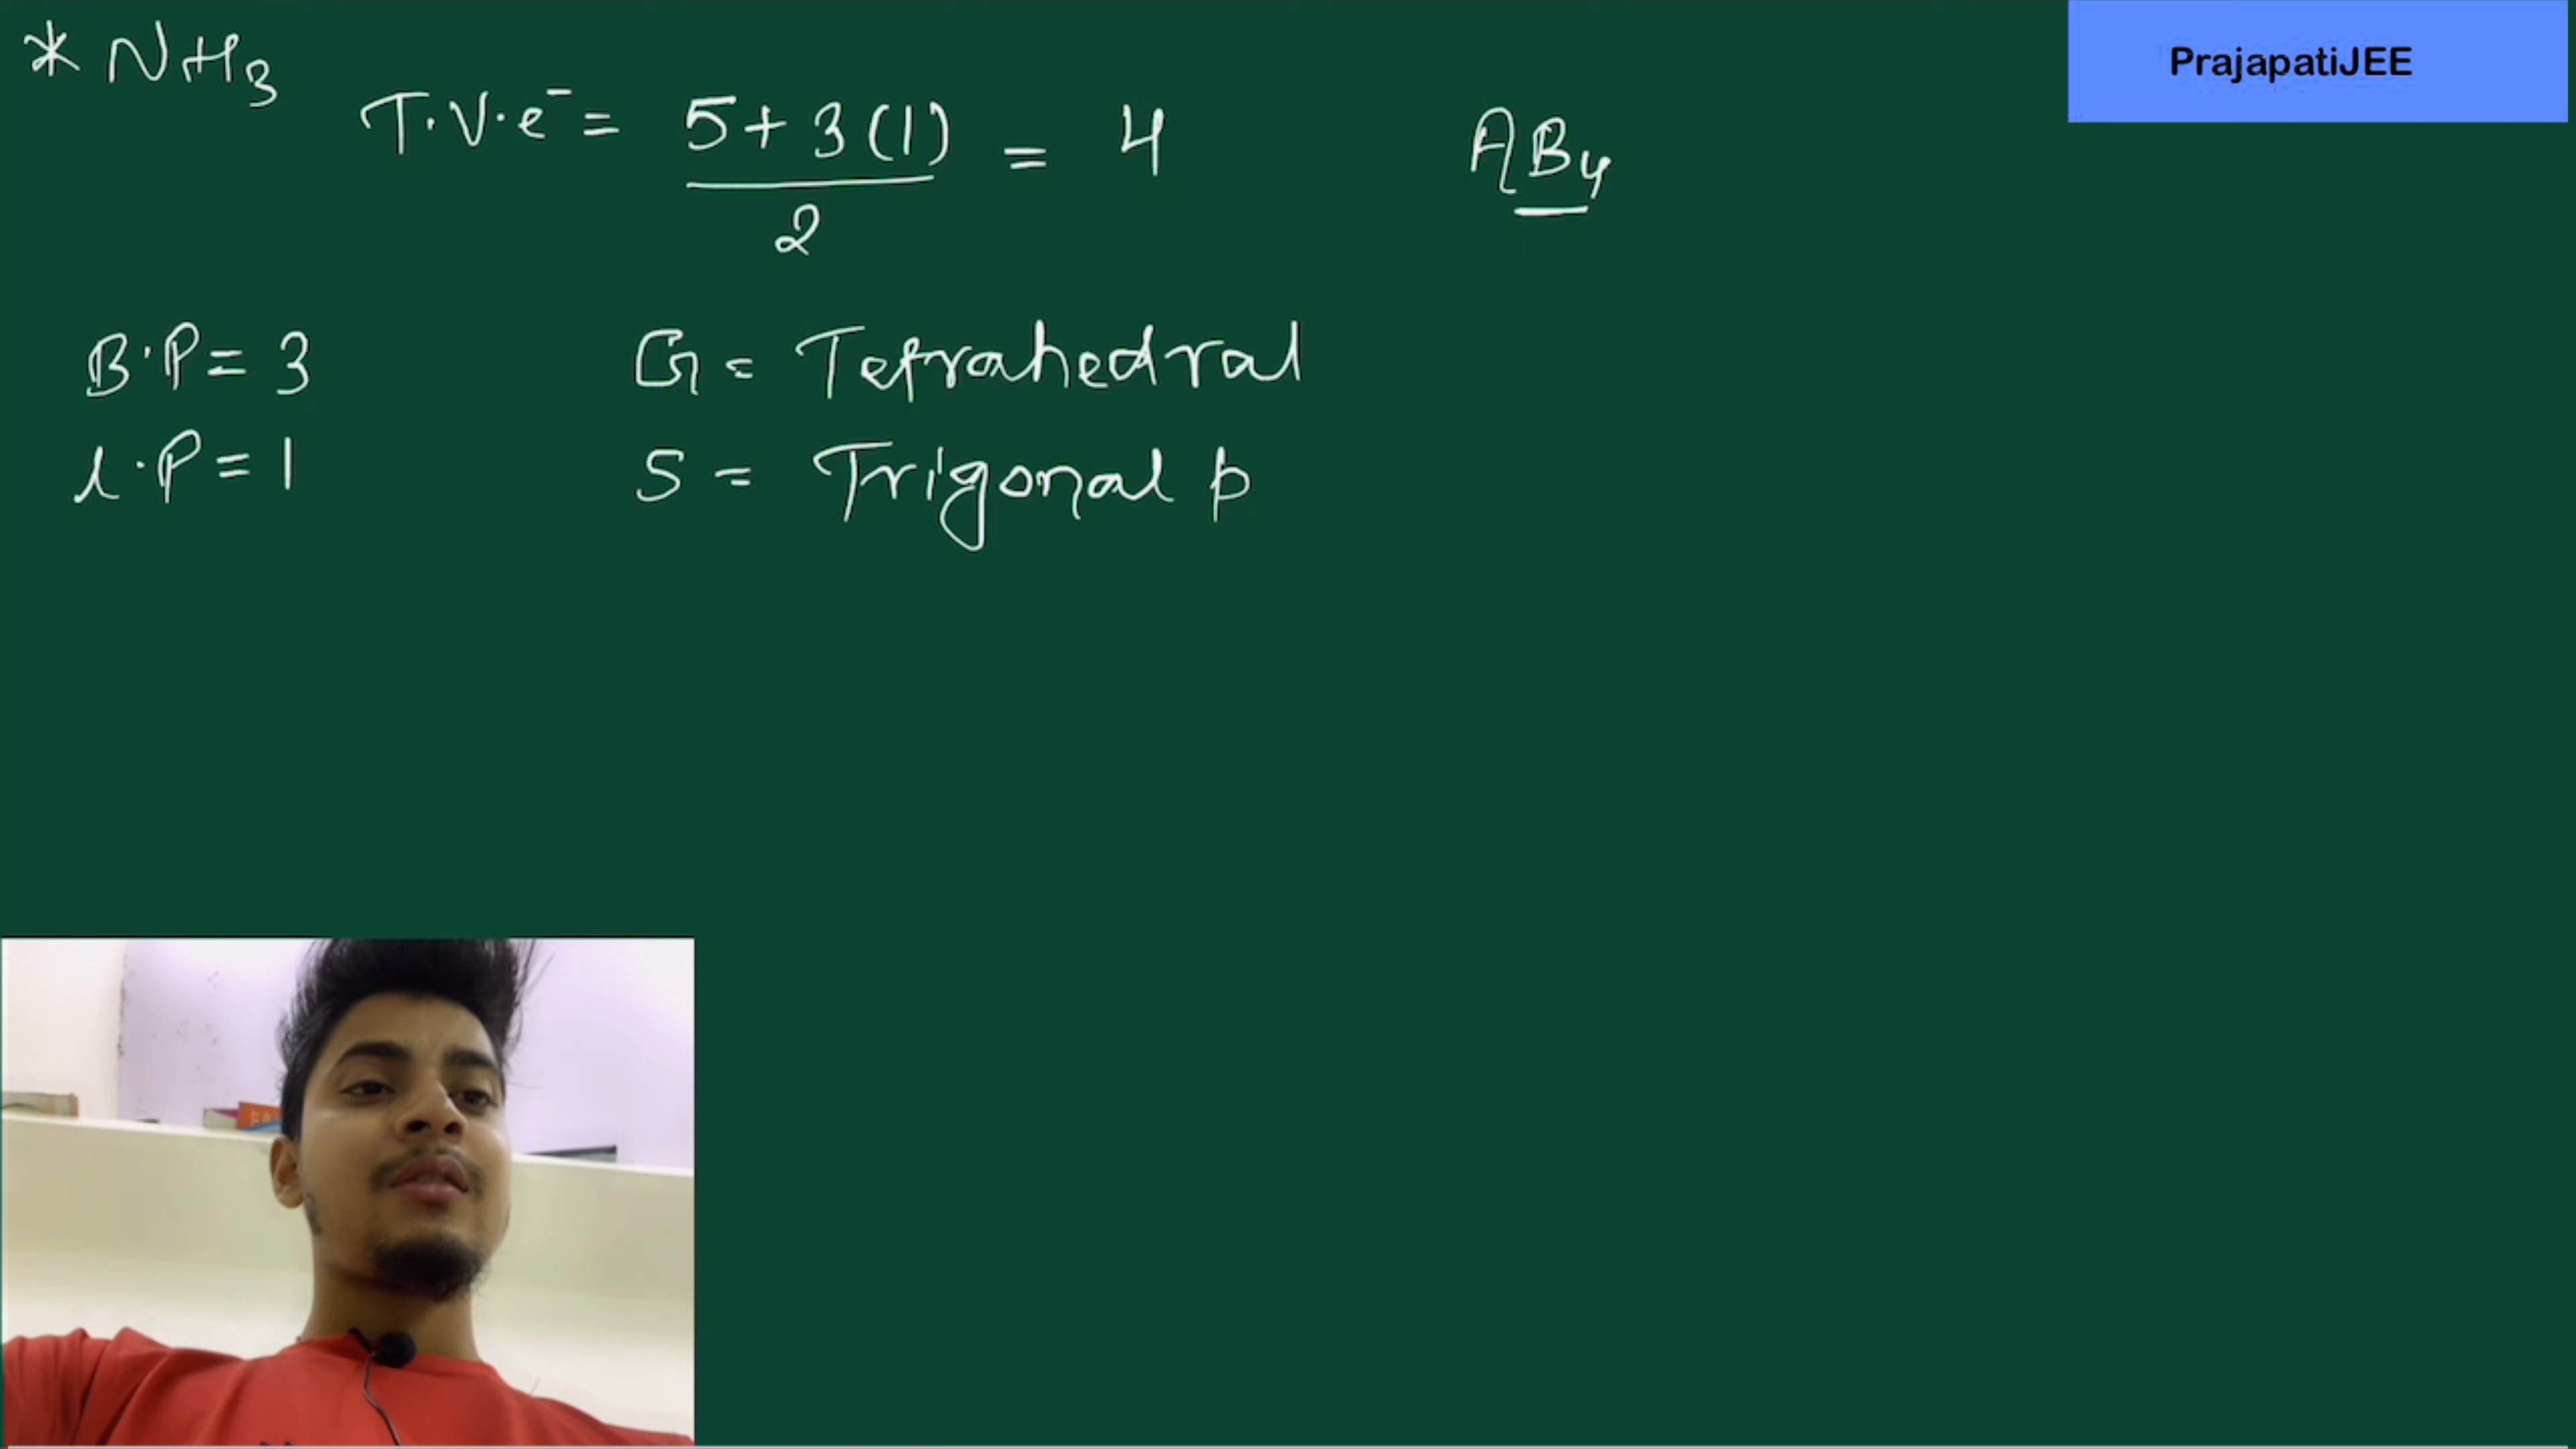 * NH3
PrajapatiJEE
T.V.e⁻ = 5+3(1)/2 = 4
AB4
B.P = 3
G = Tetrahedral
l.P = 1
S = Trigonal p